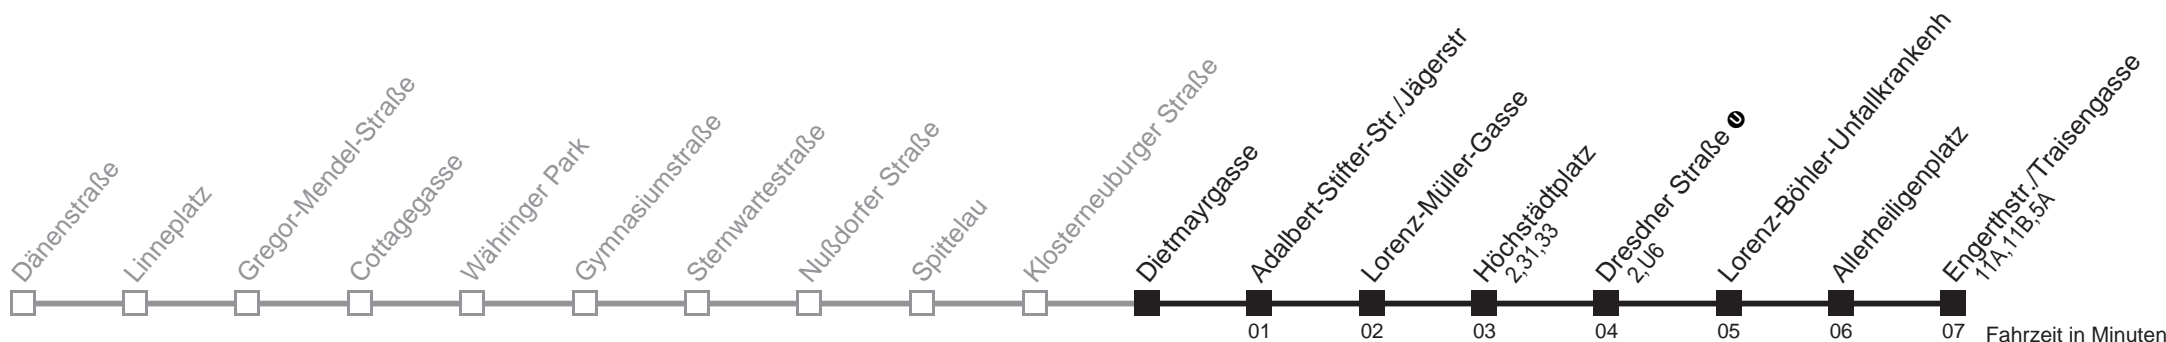 Dänenstraße
Linneplatz
Gregor-Mendel-Straße
Cottagegasse
Währinger Park
Gymnasiumstraße
Sternwartestraße
Nußdorfer Straße
Spittelau
Klosterneuburger Straße
Dietmayrgasse
Adalbert-Stifter-Str./Jägerstr
Lorenz-Müller-Gasse
Höchstädtplatz
2,31,33
Dresdner Straße U
2,U6
Lorenz-Böhler-Unfallkrankenh
Allerheiligenplatz
Engerthstr./Traisengasse
11A,11B,5A
01 02 03 04 05 06 07 Fahrzeit in Minuten